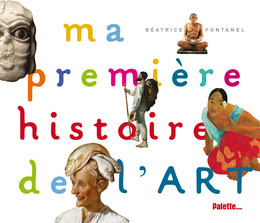 ma
BÉATRICE FONTANEL
première
histoire
de l'ART
Palette...